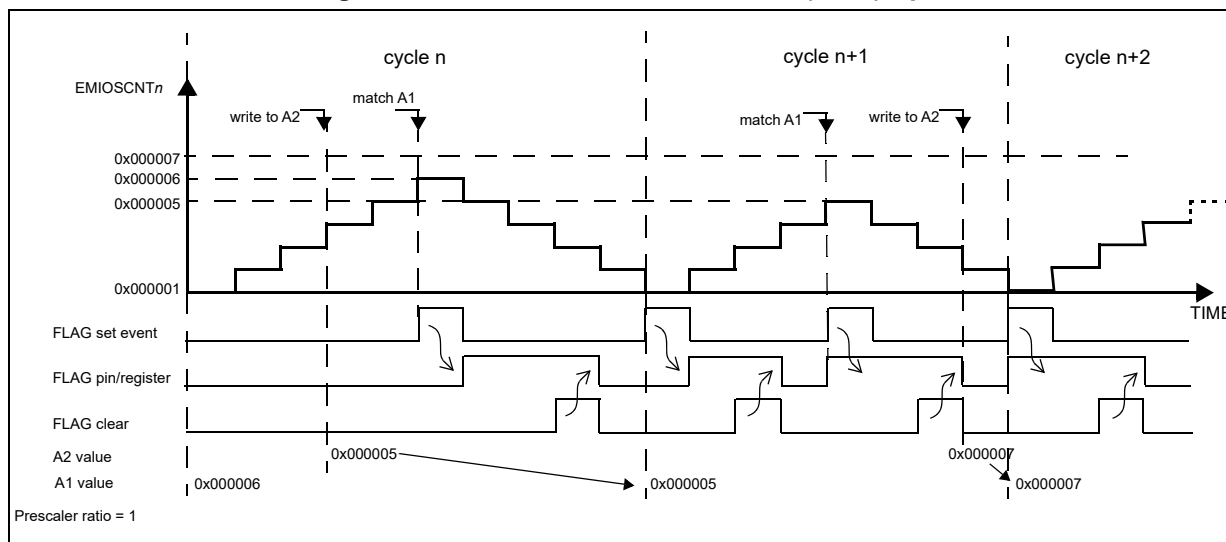 cycle n
cycle n+1
cycle n+2
EMIOSCNTn
match A1
write to A2
match A1
write to A2
0x000007
0x000006
0x000005
0x000001
TIME
FLAG set event
FLAG pin/register
FLAG clear
A2 value
0x000005
0x000007
A1 value
0x000006
0x000005
0x000007
Prescaler ratio = 1